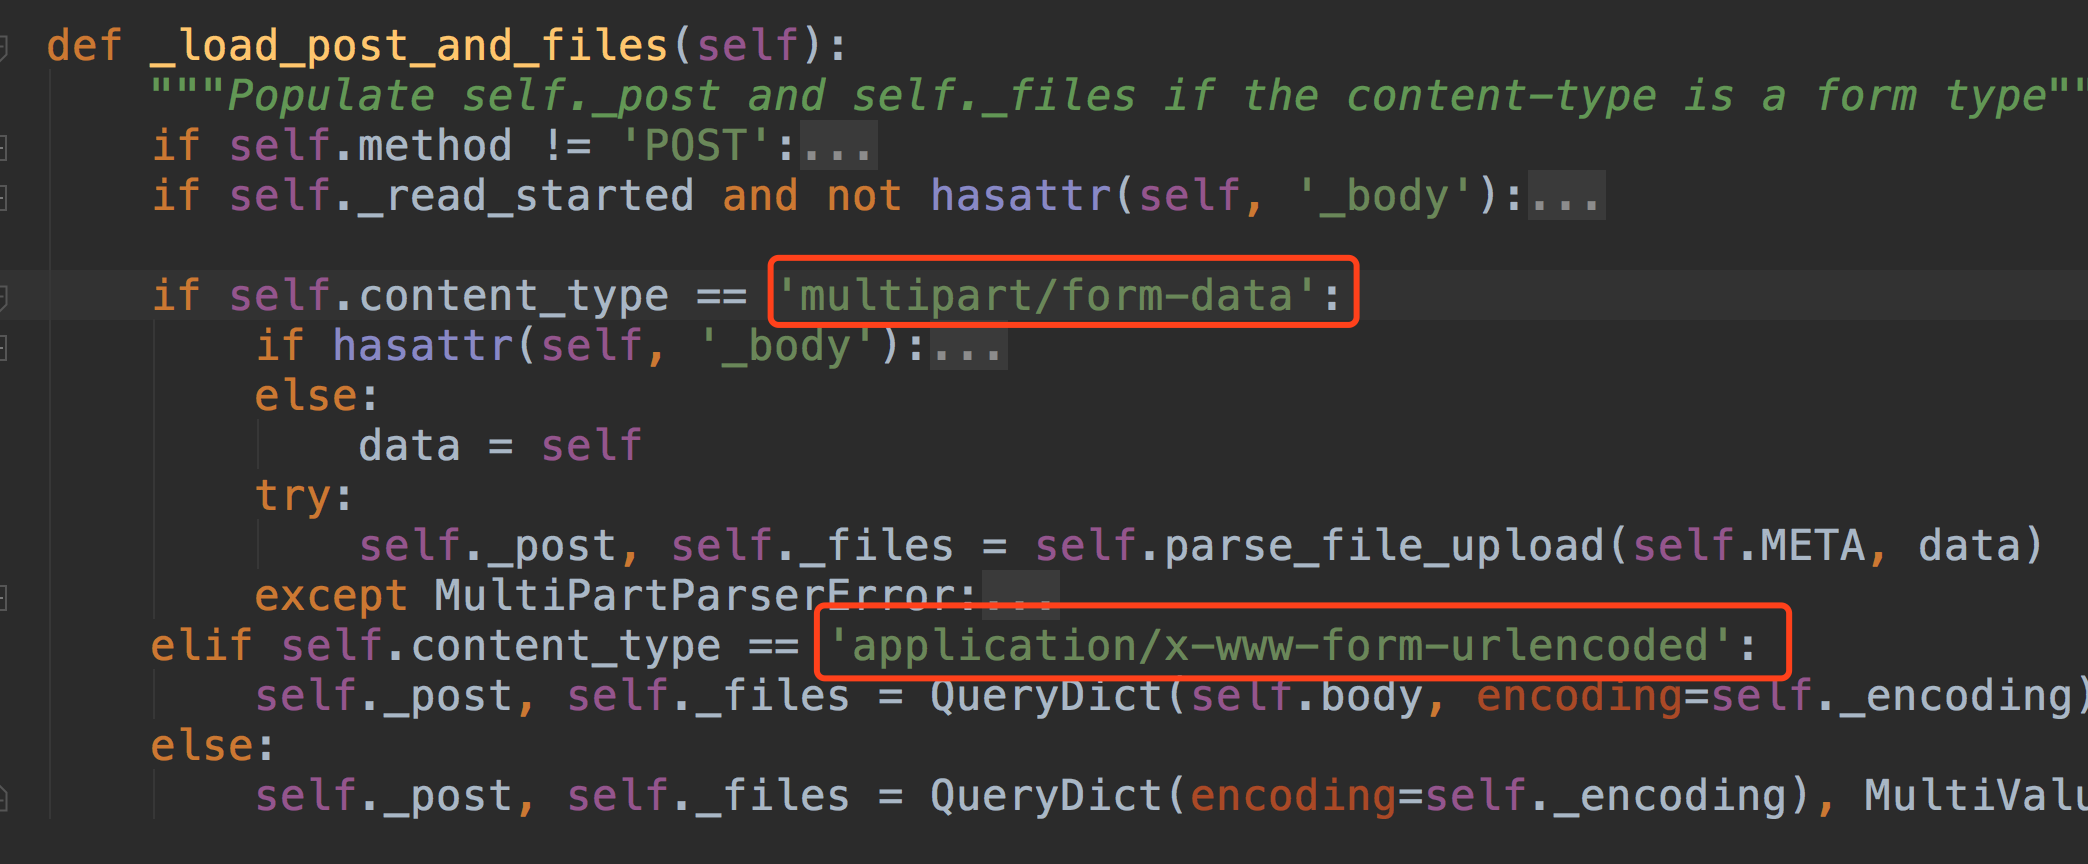 def _load_post_and_files(self):
"""Populate self._post and self._files if the content-type is a form type""
if self.method != 'POST':...
if self._read_started and not hasattr(self, '_body'):...
if self.content_type == 'multipart/form-data':
if hasattr(self, '_body'):...
else:
data = self
try:
self._post, self._files = self.parse_file_upload(self.META, data)
except MultiPartParserError:...
elif self.content_type == 'application/x-www-form-urlencoded':
self._post, self._files = QueryDict(self.body, encoding=self._encoding)
else:
self._post, self._files = QueryDict(encoding=self._encoding), MultiValu